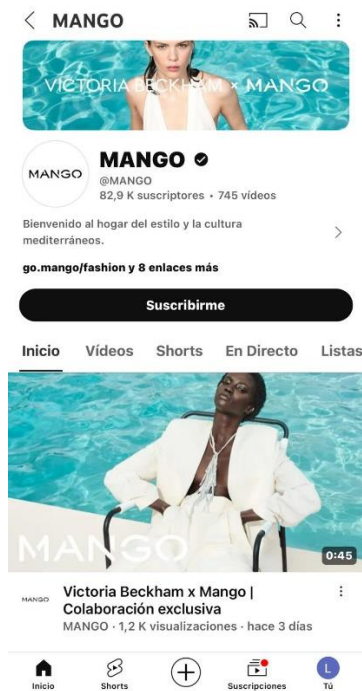 MANGO
VICTORIA BECKHAM × MANGO
MANGO
MANGO
@MANGO
82,9 K suscriptores • 745 vídeos
Bienvenido al hogar del estilo y la cultura
mediterráneos.
go.mango/fashion y 8 enlaces más
Suscribirme
Inicio Vídeos Shorts En Directo Listas
MANGO
0:45
MANGO
Victoria Beckham x Mango |
Colaboración exclusiva
MANGO · 1,2 K visualizaciones · hace 3 días
Inicio Shorts Suscripciones L Tú